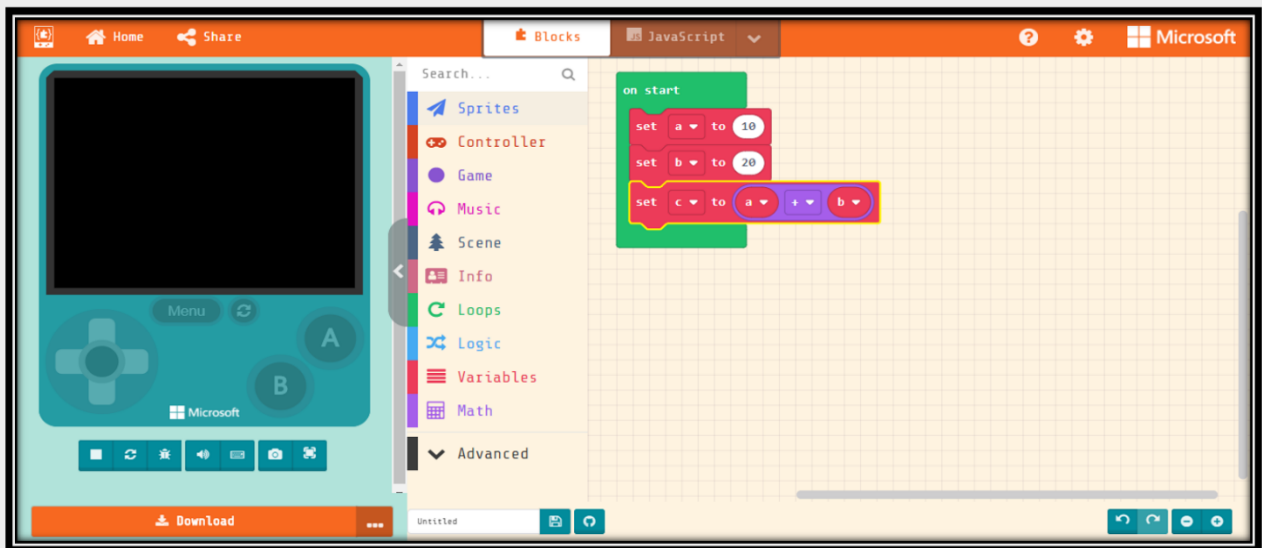 Home Share Blocks JavaScript Microsoft
Search...
Sprites
Controller
Game
Music
Scene
Info
Loops
Logic
Variables
Math
Advanced
on start
set a to 10
set b to 20
set c to a + b
Menu
A
B
Microsoft
Download
Untitled